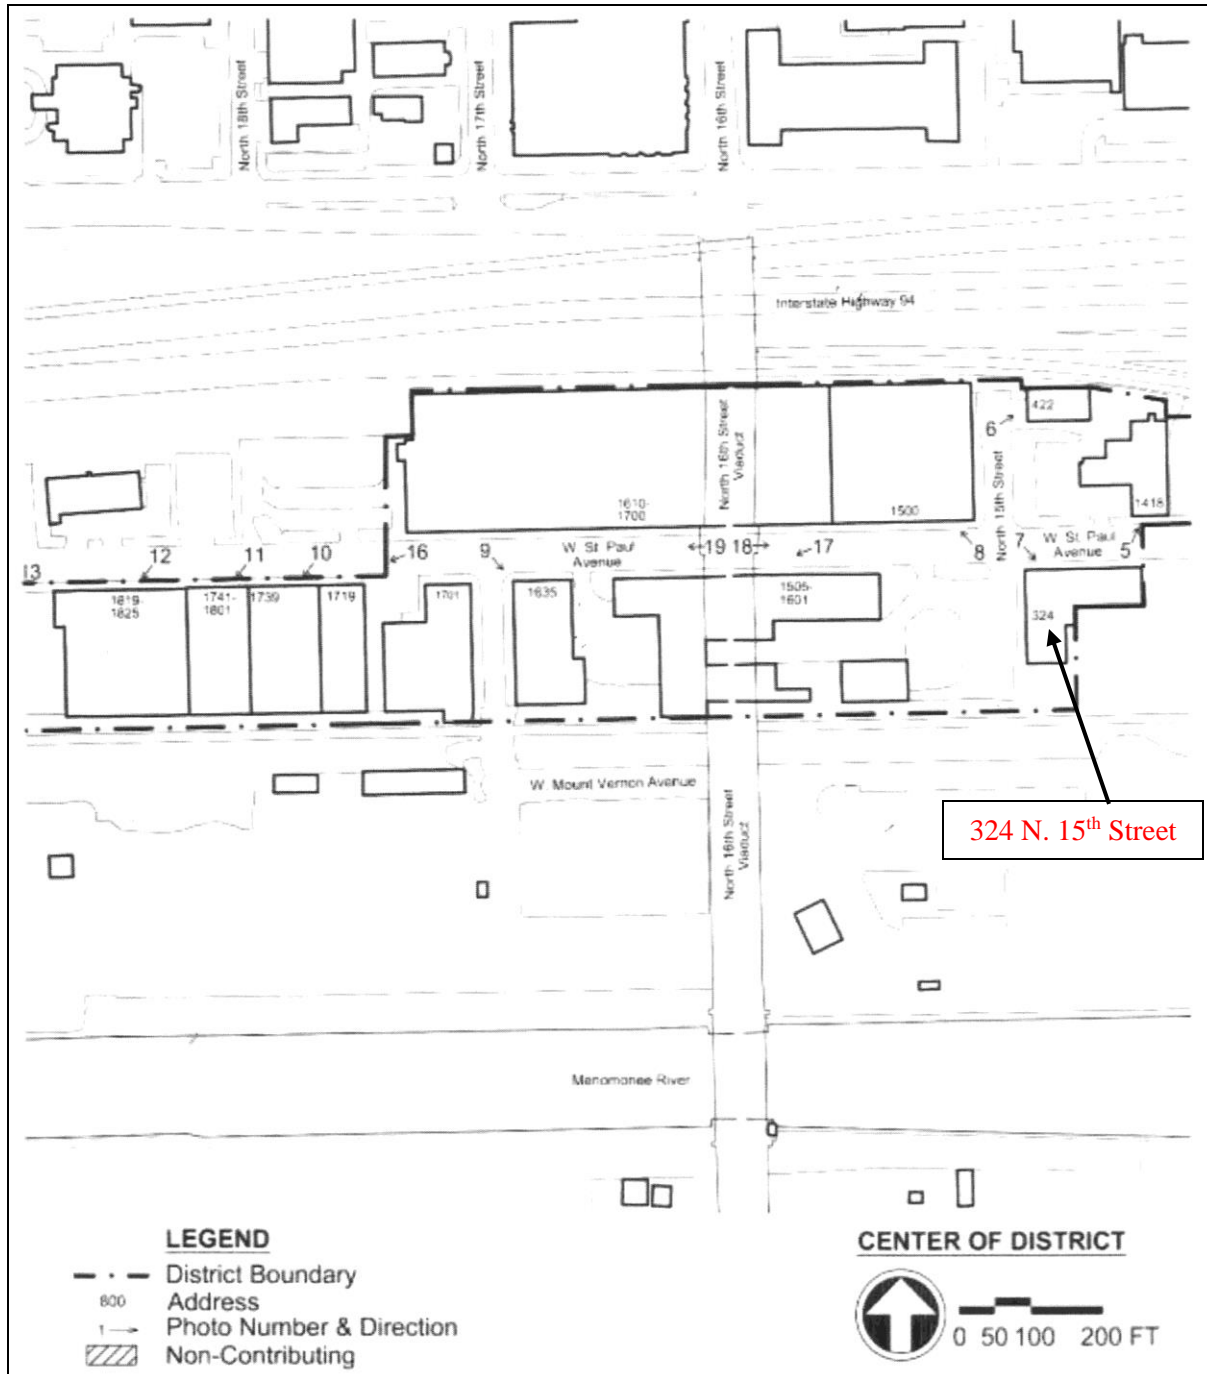 North 18th Street
North 17th Street
North 16th Street
Interstate Highway 94
North 16th Street
Viaduct
422
6
1610-
1700
1500
North 15th Street
1418
13
12
11
10
16
9
W. St. Paul
Avenue
19 18
17
8
7
W. St. Paul
Avenue
5
1819-
1825
1741-
1801
1739
1719
1701
1635
1505-
1601
324
W. Mount Vernon Avenue
North 16th Street
Viaduct
324 N. 15th Street
Menomonee River
LEGEND
District Boundary
800 Address
1 Photo Number & Direction
Non-Contributing
CENTER OF DISTRICT
0 50 100 200 FT